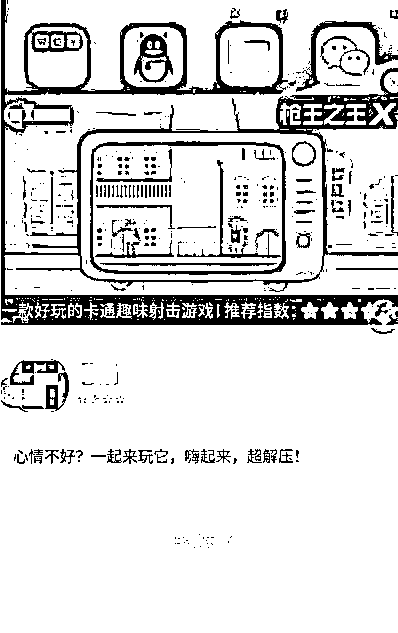 枪王之王X
一款好玩的卡通趣味射击游戏！推荐指数：★★★★
心情不好？一起来玩它，嗨起来，超解压！